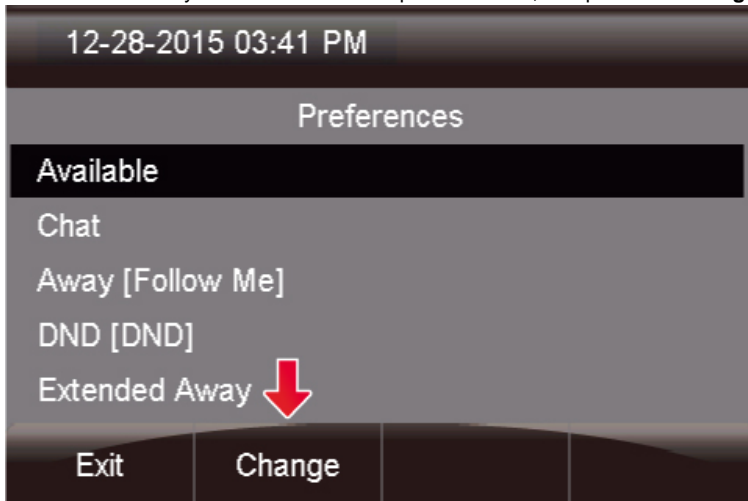 12-28-2015 03:41 PM
Preferences
Available
Chat
Away [Follow Me]
DND [DND]
Extended Away
Exit Change